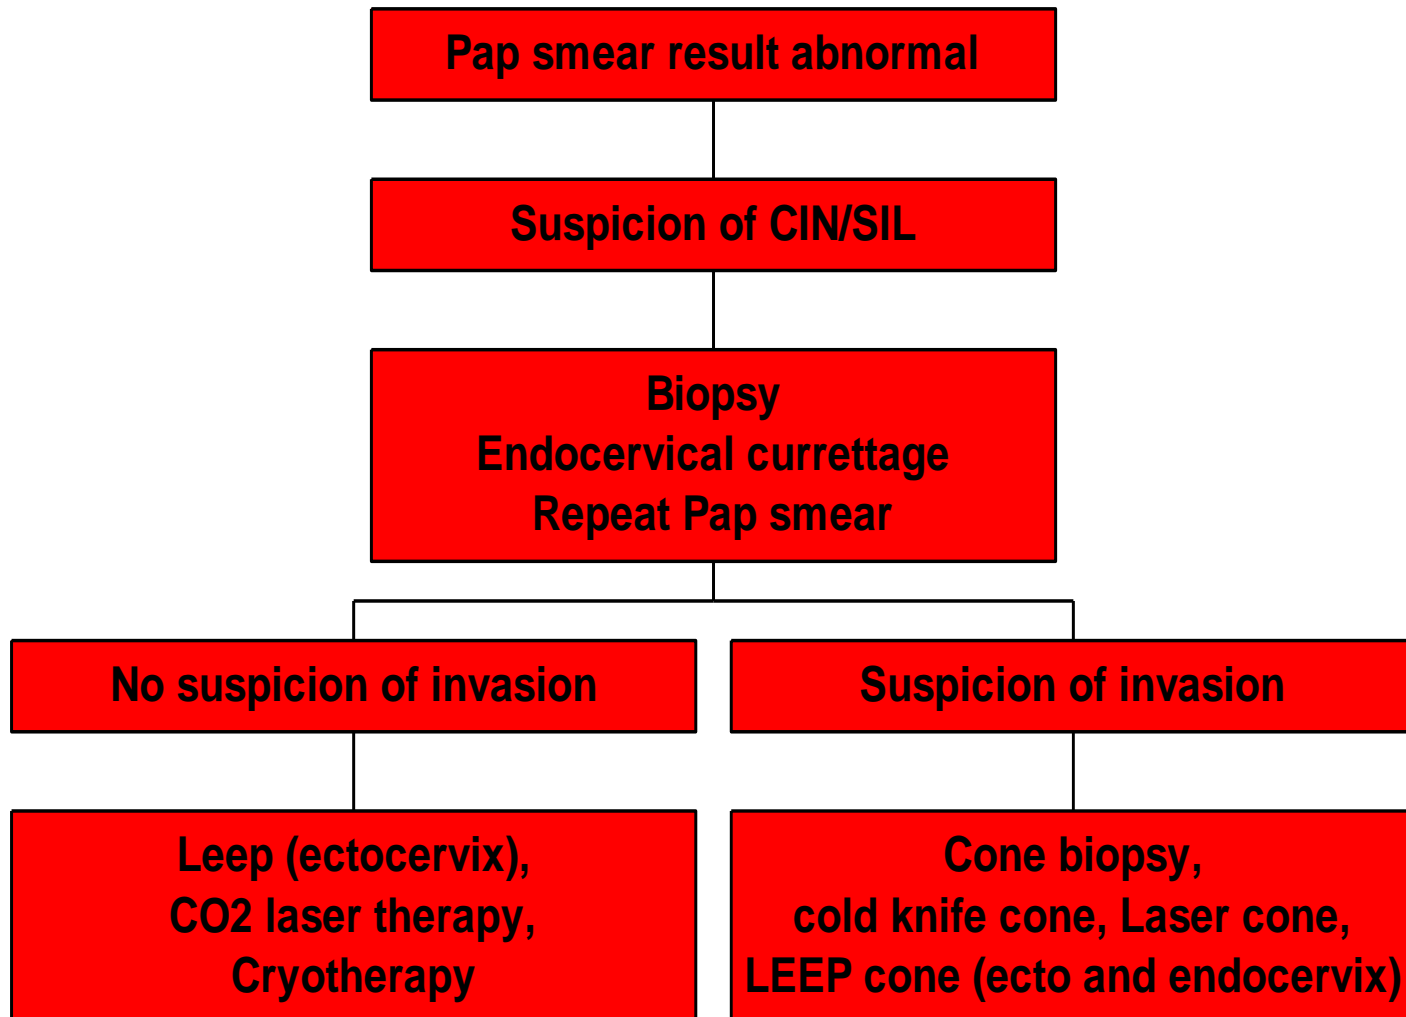 Pap smear result abnormal
Suspicion of CIN/SIL
Biopsy
Endocervical currettage
Repeat Pap smear
No suspicion of invasion
Suspicion of invasion
Leep (ectocervix),
CO2 laser therapy,
Cryotherapy
Cone biopsy,
cold knife cone, Laser cone,
LEEP cone (ecto and endocervix)